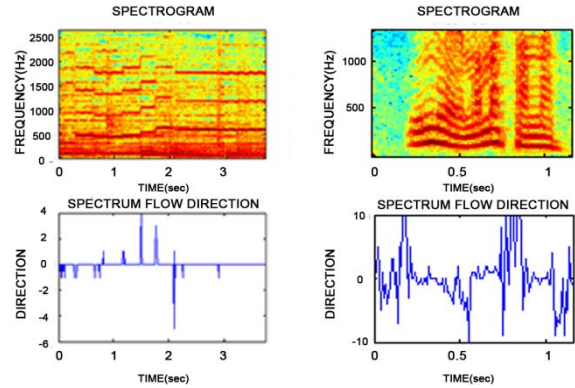 SPECTROGRAM
FREQUENCY(Hz)
2500
2000
1500
1000
500
0
0 1 2 3
TIME(sec)
SPECTROGRAM
FREQUENCY(Hz)
1000
500
0 0.5 1
TIME(sec)
SPECTRUM FLOW DIRECTION
DIRECTION
4
2
0
-2
-4
-6
0 1 2 3
TIME(sec)
SPECTRUM FLOW DIRECTION
DIRECTION
10
0
-10
0 0.5 1
TIME(sec)